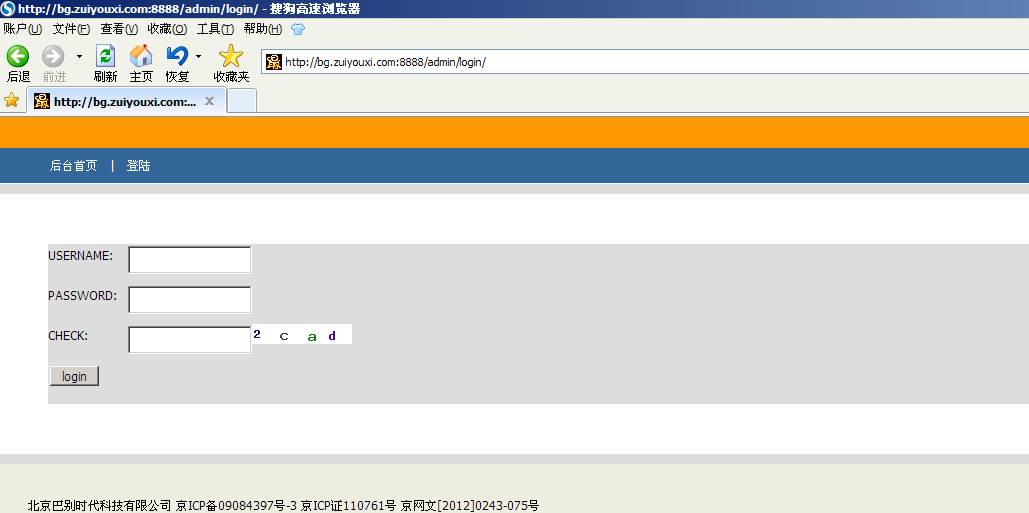 http://bg.zuiyouxi.com:8888/admin/login/ - 搜狗高速浏览器
账户(U) 文件(F) 查看(V) 收藏(O) 工具(T) 帮助(H)
后退 前进 刷新 主页 恢复 收藏夹 http://bg.zuiyouxi.com:8888/admin/login/
http://bg.zuiyouxi.com:... X
后台首页 | 登陆
USERNAME:
PASSWORD:
CHECK: 2 c a d
login
北京巴别时代科技有限公司 京ICP备09084397号-3 京ICP证110761号 京网文[2012]0243-075号